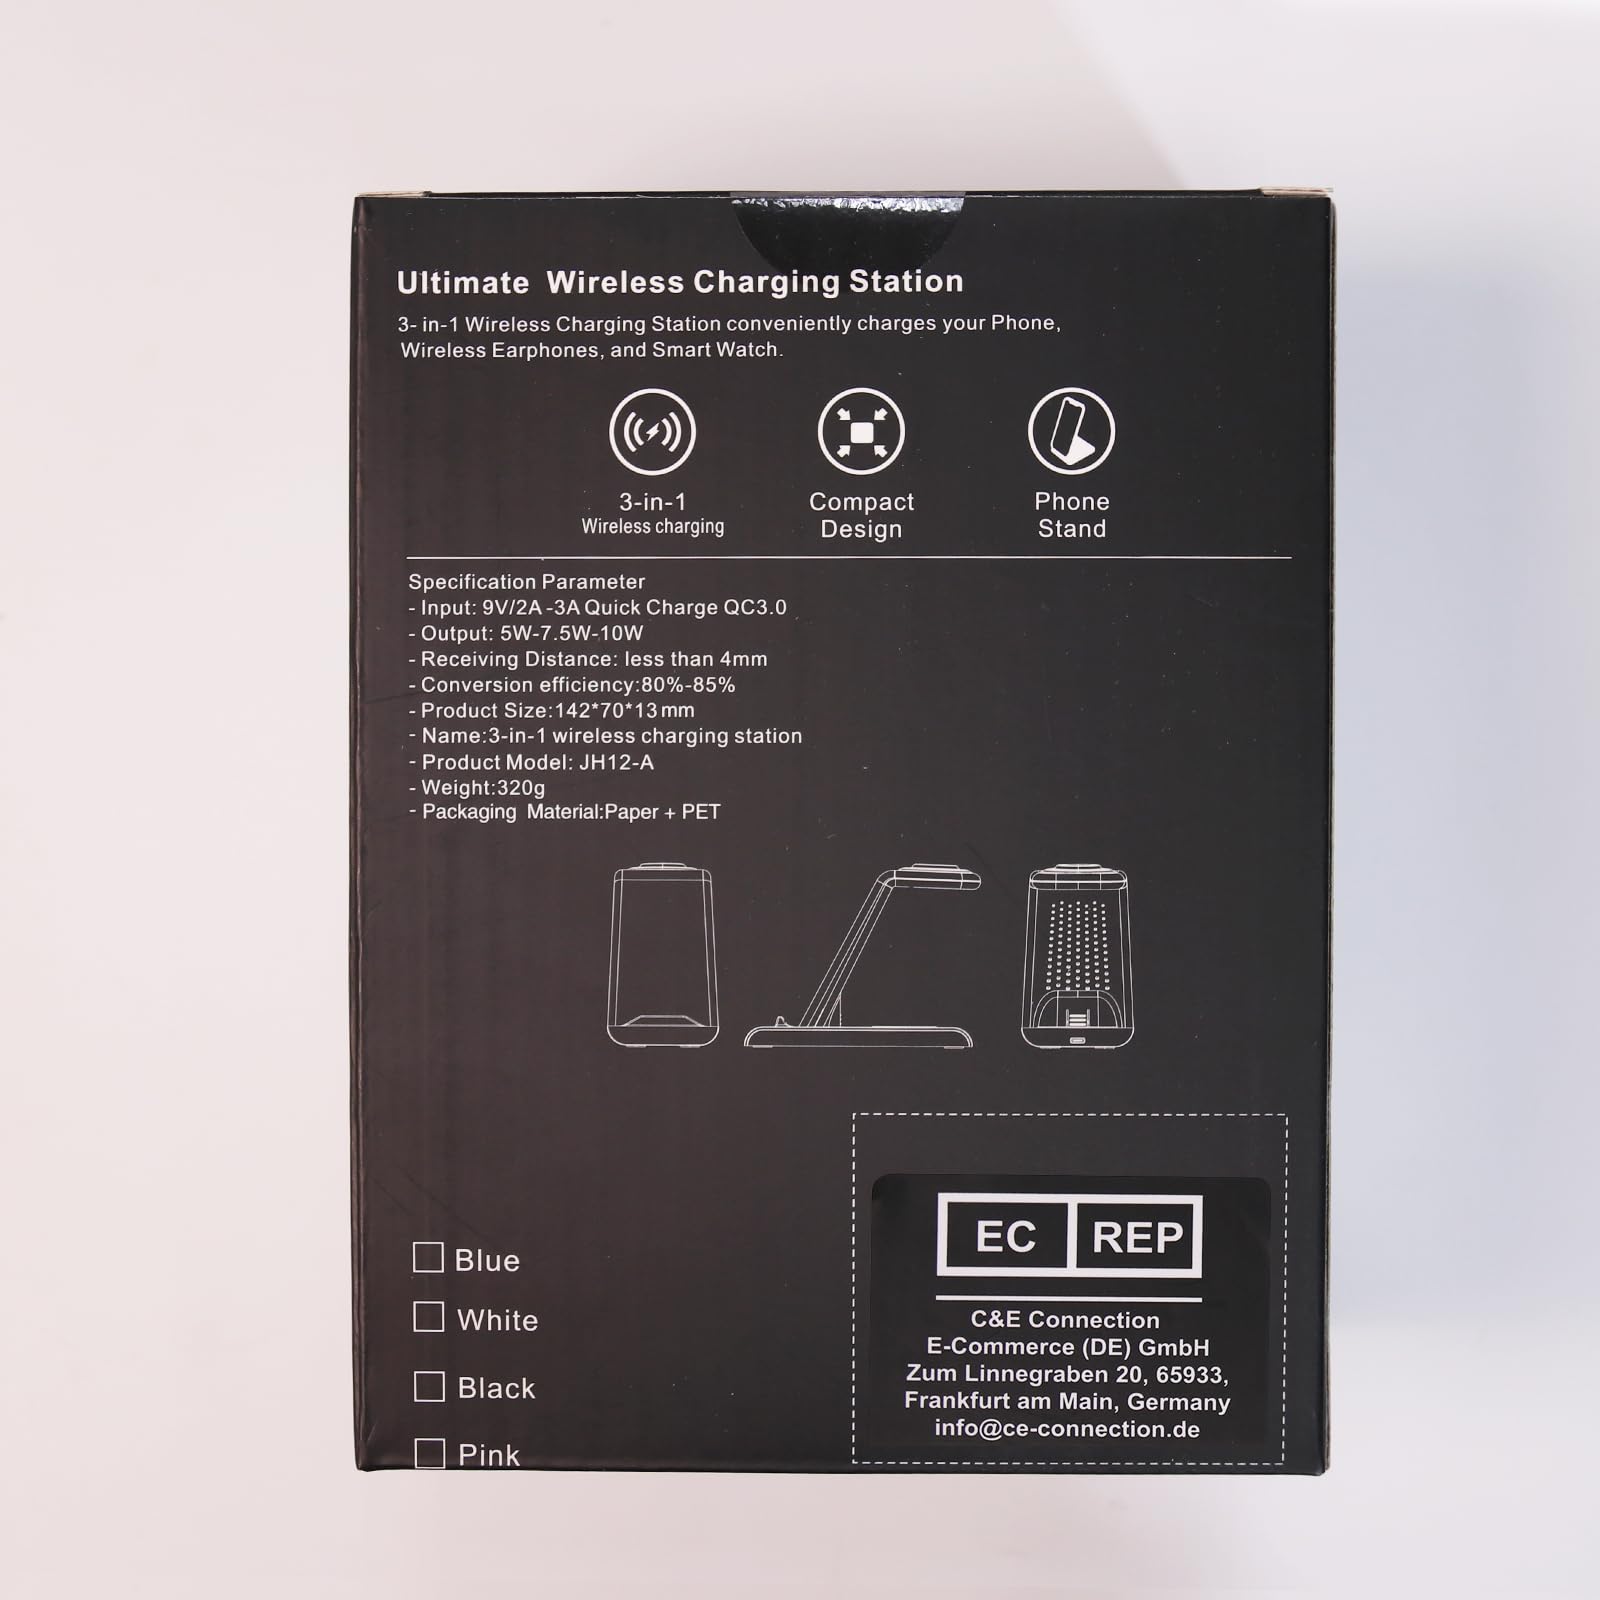 Ultimate Wireless Charging Station
3- in-1 Wireless Charging Station conveniently charges your Phone,
Wireless Earphones, and Smart Watch.
3-in-1
Wireless charging
Compact
Design
Phone
Stand
Specification Parameter
- Input: 9V/2A -3A Quick Charge QC3.0
- Output: 5W-7.5W-10W
- Receiving Distance: less than 4mm
- Conversion efficiency:80%-85%
- Product Size:142*70*13mm
- Name:3-in-1 wireless charging station
- Product Model: JH12-A
- Weight:320g
- Packaging Material:Paper + PET
Blue
White
Black
Pink
EC REP
C&E Connection
E-Commerce (DE) GmbH
Zum Linnegraben 20, 65933,
Frankfurt am Main, Germany
info@ce-connection.de